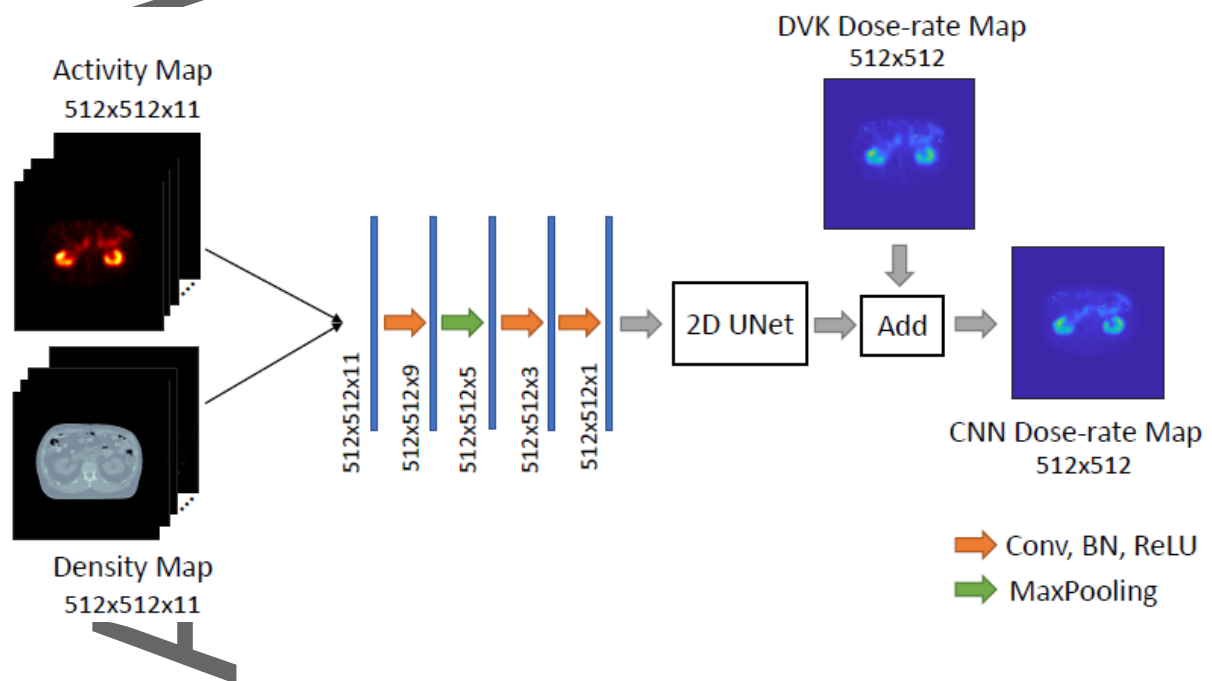 DVK Dose-rate Map
512x512
Activity Map
512x512x11
512x512x11
512x512x9
512x512x5
512x512x3
512x512x1
2D UNet
Add
CNN Dose-rate Map
512x512
Density Map
512x512x11
Conv, BN, ReLU
MaxPooling